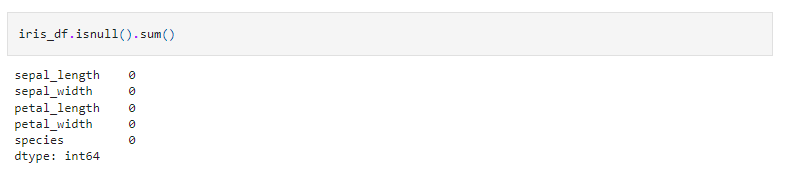 iris_df.isnull().sum()
sepal_length    0
sepal_width     0
petal_length    0
petal_width     0
species         0
dtype: int64